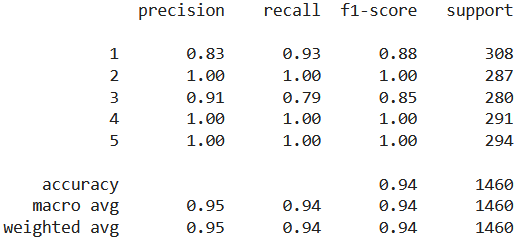 precision recall f1-score support
1 0.83 0.93 0.88 308
2 1.00 1.00 1.00 287
3 0.91 0.79 0.85 280
4 1.00 1.00 1.00 291
5 1.00 1.00 1.00 294
accuracy 0.94 1460
macro avg 0.95 0.94 0.94 1460
weighted avg 0.95 0.94 0.94 1460